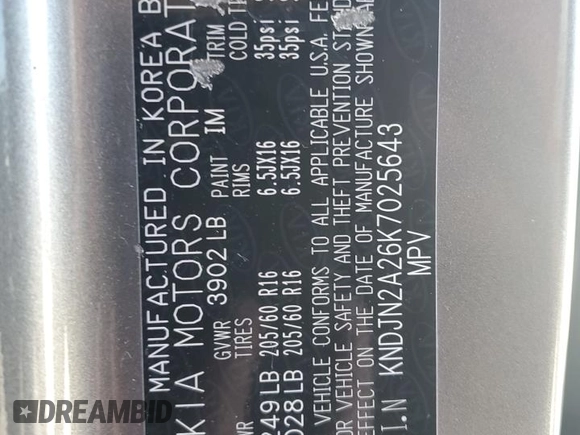 MANUFACTURED IN KOREA B
KIA MOTORS CORPORAT
GVWR PAINT TRIM
3902 LB IM
TIRES RIMS COLD
249LB 205/60 R16 6.5JX16 35psi
028LB 205/60 R16 6.5JX16 35psi
VEHICLE CONFORMS TO ALL APPLICABLE U.S.A. FE
OR VEHICLE SAFETY AND THEFT PREVENTION
EFFECT ON THE DATE OF MANUFACTURE SHOWN
I.N KNDJN2A26K7025643
MPV
DREAMBID